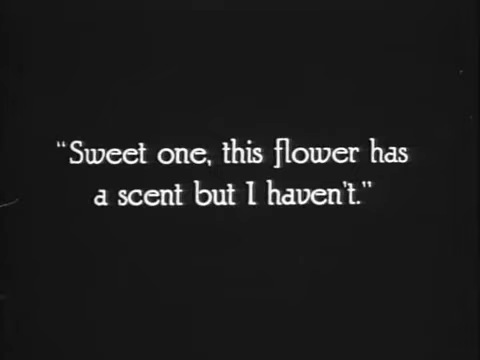 “Sweet one, this flower has
a scent but I haven't.”